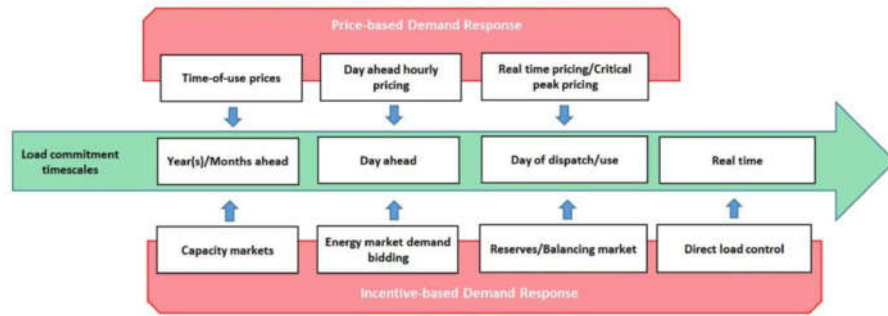 Price-based Demand Response
Time-of-use prices
Day ahead hourly
pricing
Real time pricing/Critical
peak pricing
Load commitment
timescales
Year(s)/Months ahead
Day ahead
Day of dispatch/use
Real time
Capacity markets
Energy market demand
bidding
Reserves/Balancing market
Direct load control
Incentive-based Demand Response